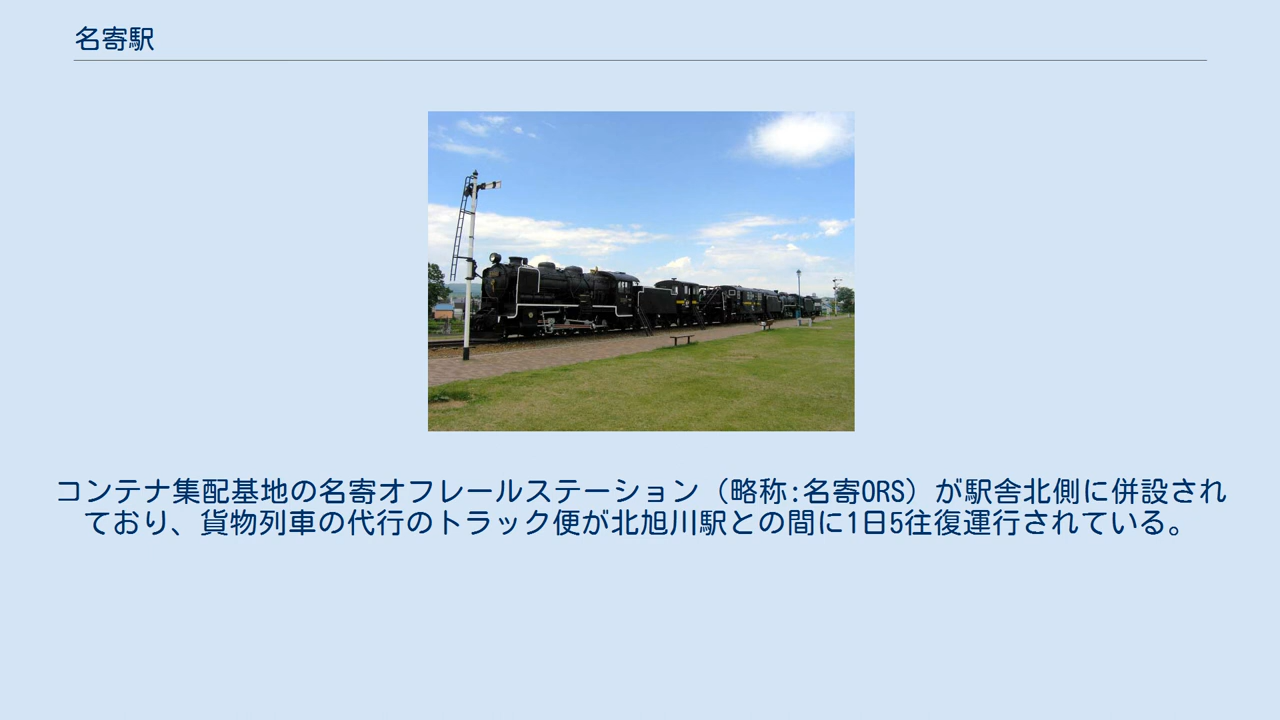 名寄駅
コンテナ集配基地の名寄オフレールステーション（略称:名寄ORS）が駅舎北側に併設され
ており、貨物列車の代行のトラック便が北旭川駅との間に1日5往復運行されている。